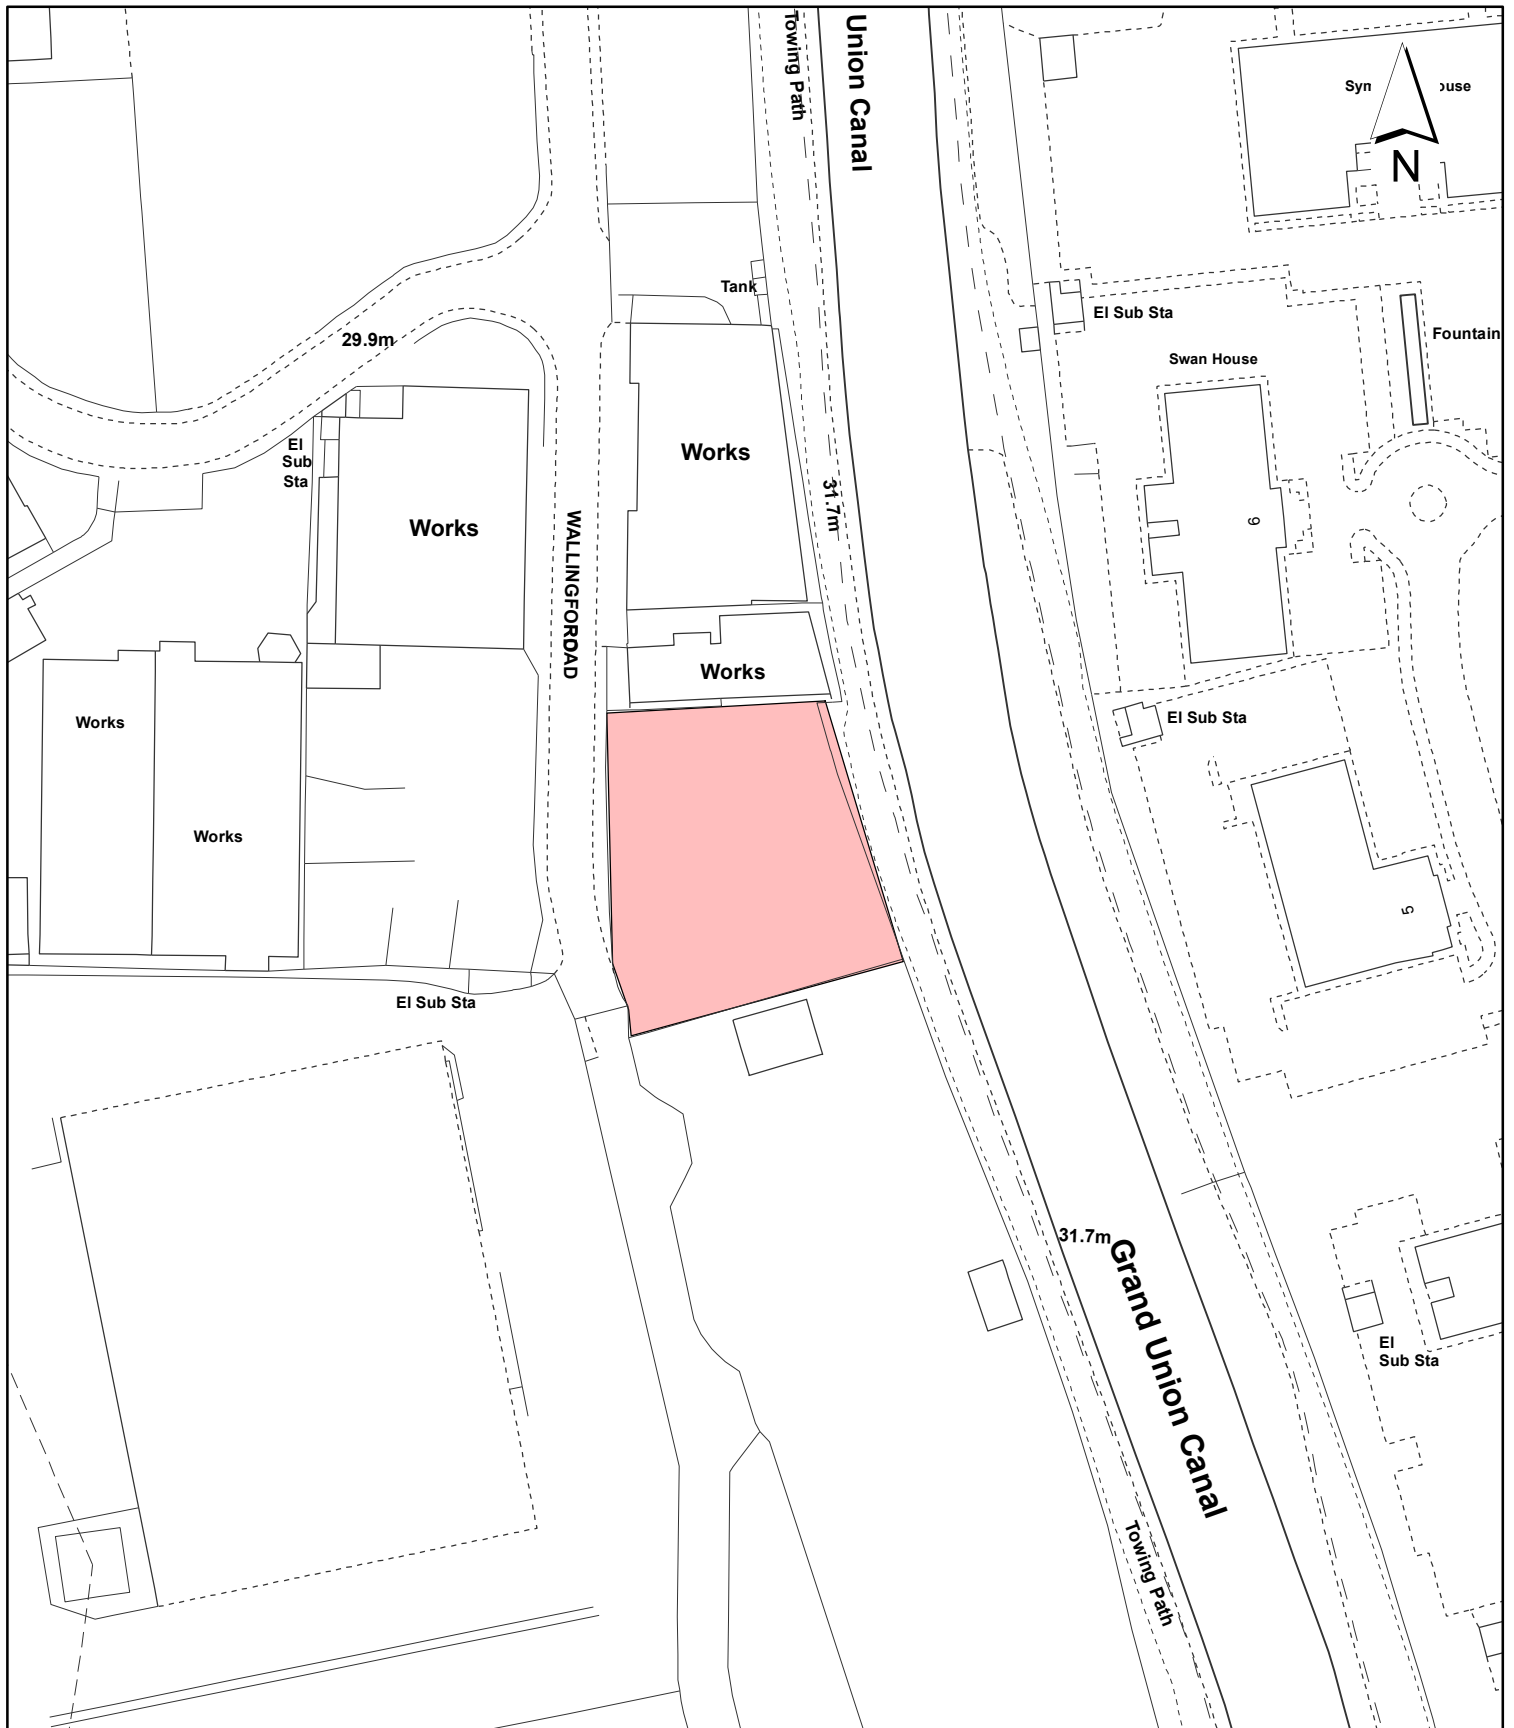 Towing Path
Union Canal
Syn
ouse
N
Tank
El Sub Sta
29.9m
Fountain
Swan House
El
Sub
Sta
Works
31.7m
Works
WALLINGFORDAD
6
Works
Works
El Sub Sta
Works
5
El Sub Sta
31.7m
Grand Union Canal
El
Sub Sta
Towing Path